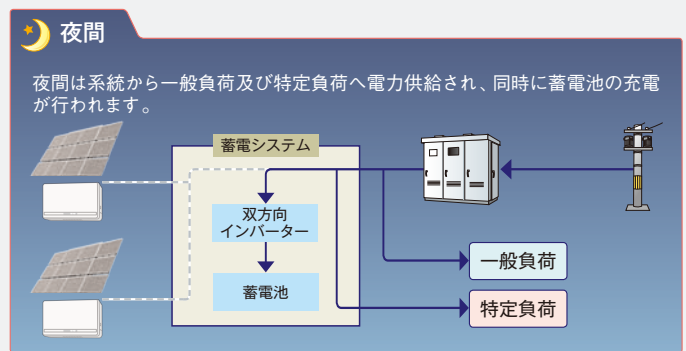 夜間
夜間は系統から一般負荷及び特定負荷へ電力供給され、同時に蓄電池の充電
が行われます。
蓄電システム
双方向
インバーター
蓄電池
一般負荷
特定負荷